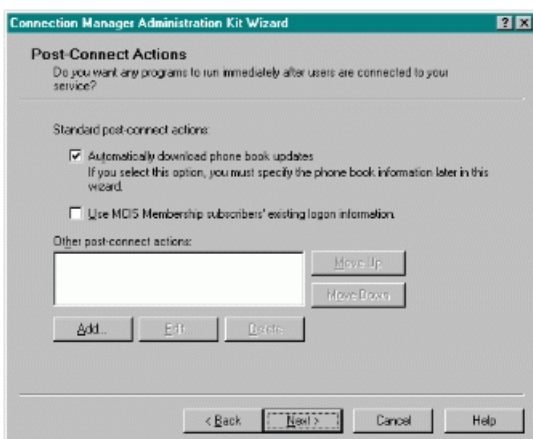 Connection Manager Administration Kit Wizard
Post-Connect Actions
Do you want any programs to run immediately after users are connected to your
service?
Standard post-connect actions:
Automatically download phone book updates
If you select this option, you must specify the phone book information later in this
wizard.
Use MCIS Membership subscribers' existing logon information.
Other post-connect actions:
Move Up
Move Down
Add... Edit Delete
< Back Next > Cancel Help